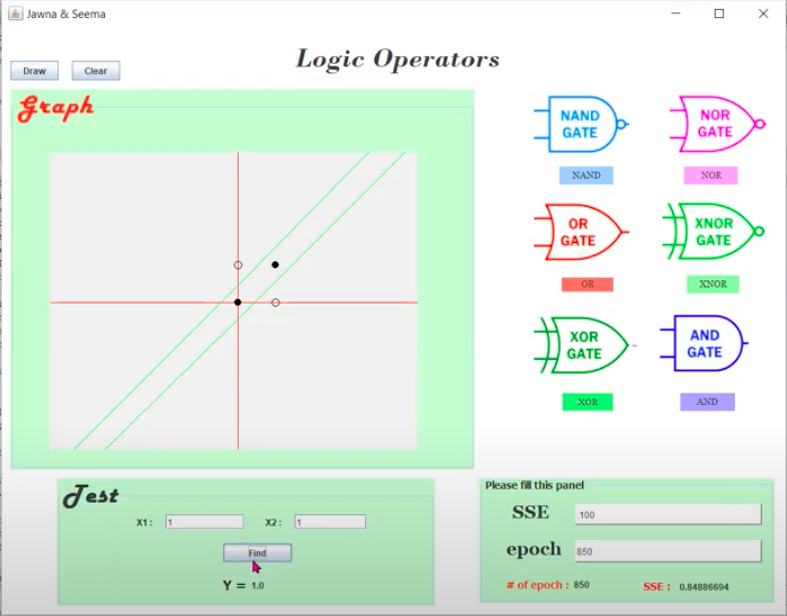 Jawna & Seema
Logic Operators
Draw
Clear
Graph
NAND
GATE
NOR
GATE
NAND
NOR
OR
GATE
XNOR
GATE
OR
XNOR
XOR
GATE
AND
GATE
XOR
AND
Test
X1 :
1
X2 :
1
Find
Y = 1.0
Please fill this panel
SSE
.100
epoch
850
# of epoch : 850
SSE : 0.84886694